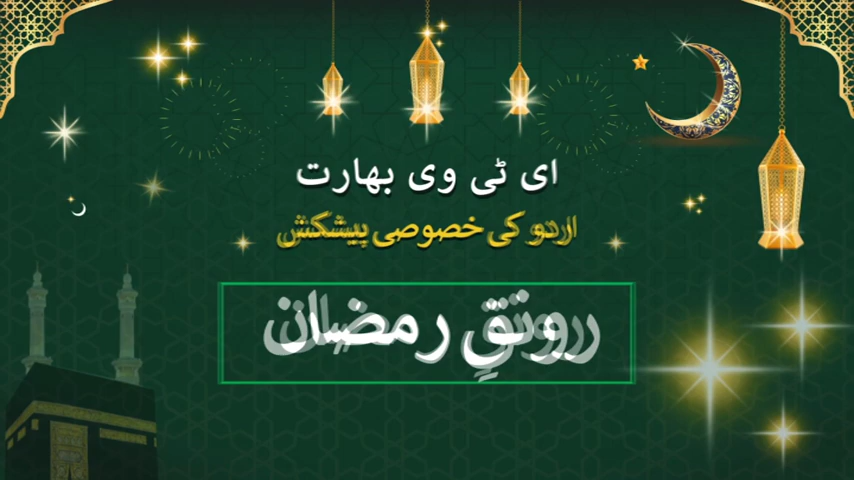 ای ٹی وی بھارت
اردو کی خصوصی پیشکش
رونقِ رمضان